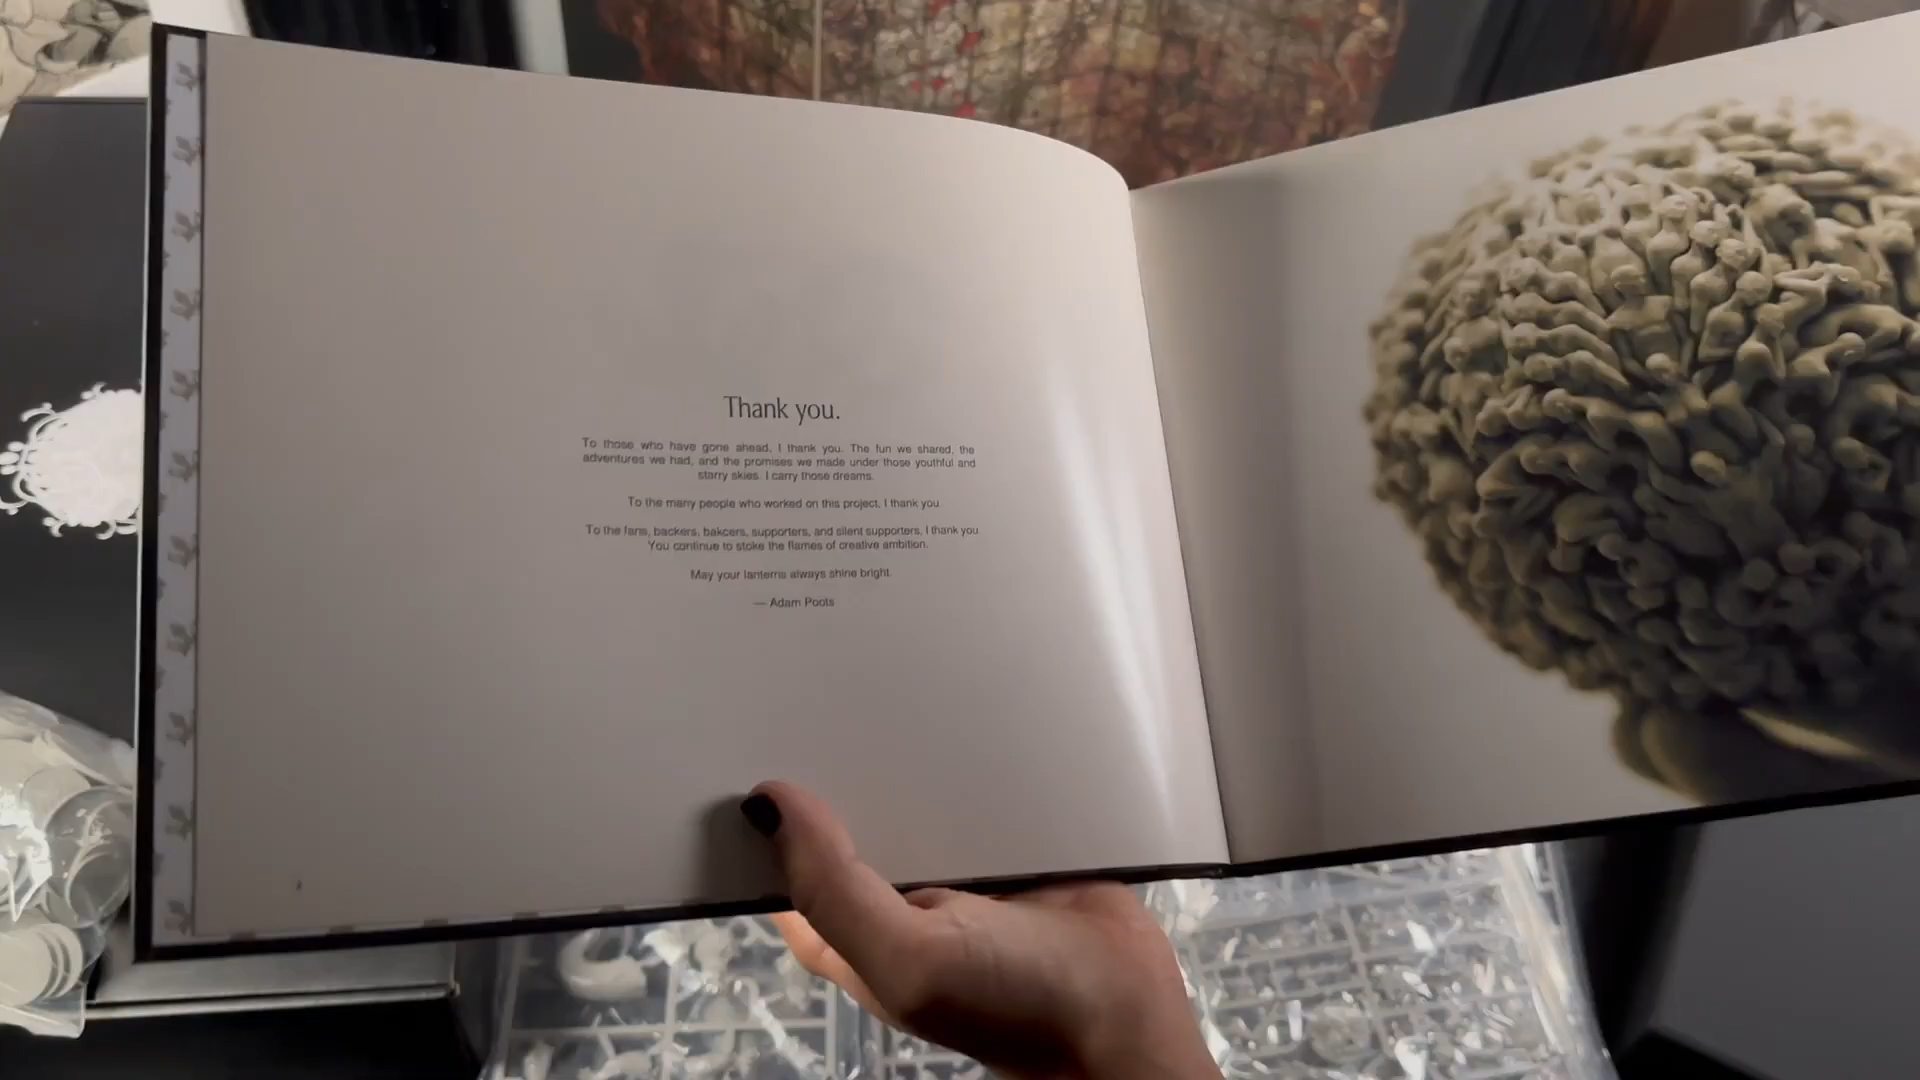 Thank you.
To those who have gone ahead, I thank you. The fun we shared, the
adventures we had, and the promises we made under those youthful and
starry skies. I carry those dreams.
To the many people who worked on this project, I thank you.
To the fans, backers, bakcers, supporters, and silent supporters, I thank you.
You continue to stoke the flames of creative ambition.
May your lanterns always shine bright.
— Adam Poots